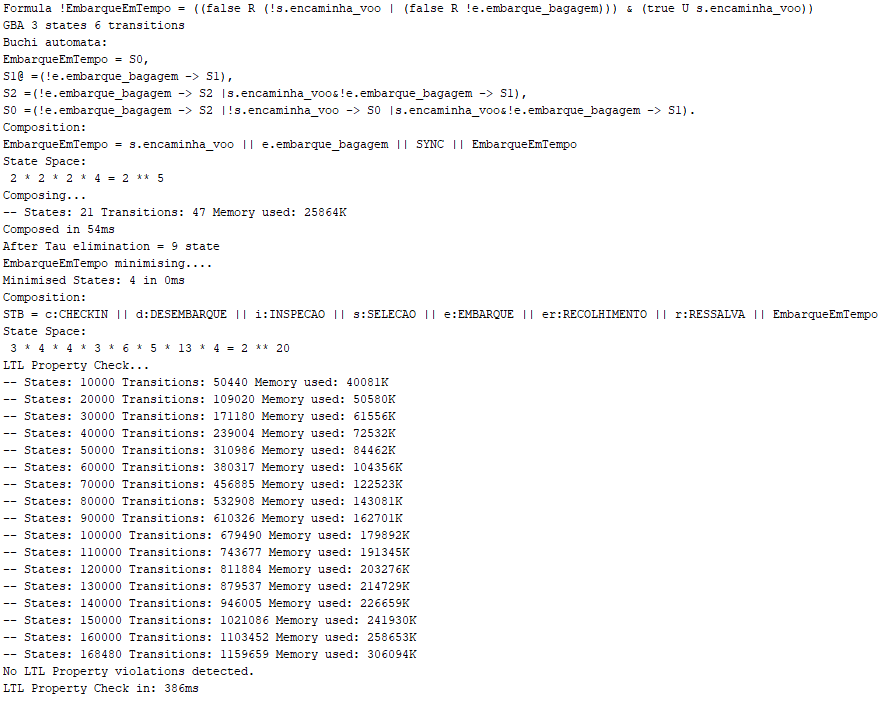 Formula !EmbarqueEmTempo = ((false R (!s.encaminha_voo | (false R !e.embarque_bagagem))) & (true U s.encaminha_voo))
GBA 3 states 6 transitions
Buchi automata:
EmbarqueEmTempo = S0,
S1@ =(!e.embarque_bagagem -> S1),
S2 =(!e.embarque_bagagem -> S2 |s.encaminha_voo&!e.embarque_bagagem -> S1),
S0 =(!e.embarque_bagagem -> S2 |!s.encaminha_voo -> S0 |s.encaminha_voo&!e.embarque_bagagem -> S1).
Composition:
EmbarqueEmTempo = s.encaminha_voo || e.embarque_bagagem || SYNC || EmbarqueEmTempo
State Space:
 2 * 2 * 2 * 4 = 2 ** 5
Composing...
-- States: 21 Transitions: 47 Memory used: 25864K
Composed in 54ms
After Tau elimination = 9 state
EmbarqueEmTempo minimising....
Minimised States: 4 in 0ms
Composition:
STB = c:CHECKIN || d:DESEMBARQUE || i:INSPECAO || s:SELECAO || e:EMBARQUE || er:RECOLHIMENTO || r:RESSALVA || EmbarqueEmTempo
State Space:
 3 * 4 * 4 * 3 * 6 * 5 * 13 * 4 = 2 ** 20
LTL Property Check...
-- States: 10000 Transitions: 50440 Memory used: 40081K
-- States: 20000 Transitions: 109020 Memory used: 50580K
-- States: 30000 Transitions: 171180 Memory used: 61556K
-- States: 40000 Transitions: 239004 Memory used: 72532K
-- States: 50000 Transitions: 310986 Memory used: 84462K
-- States: 60000 Transitions: 380317 Memory used: 104356K
-- States: 70000 Transitions: 456885 Memory used: 122523K
-- States: 80000 Transitions: 532908 Memory used: 143081K
-- States: 90000 Transitions: 610326 Memory used: 162701K
-- States: 100000 Transitions: 679490 Memory used: 179892K
-- States: 110000 Transitions: 743677 Memory used: 191345K
-- States: 120000 Transitions: 811884 Memory used: 203276K
-- States: 130000 Transitions: 879537 Memory used: 214729K
-- States: 140000 Transitions: 946005 Memory used: 226659K
-- States: 150000 Transitions: 1021086 Memory used: 241930K
-- States: 160000 Transitions: 1103452 Memory used: 258653K
-- States: 168480 Transitions: 1159659 Memory used: 306094K
No LTL Property violations detected.
LTL Property Check in: 386ms